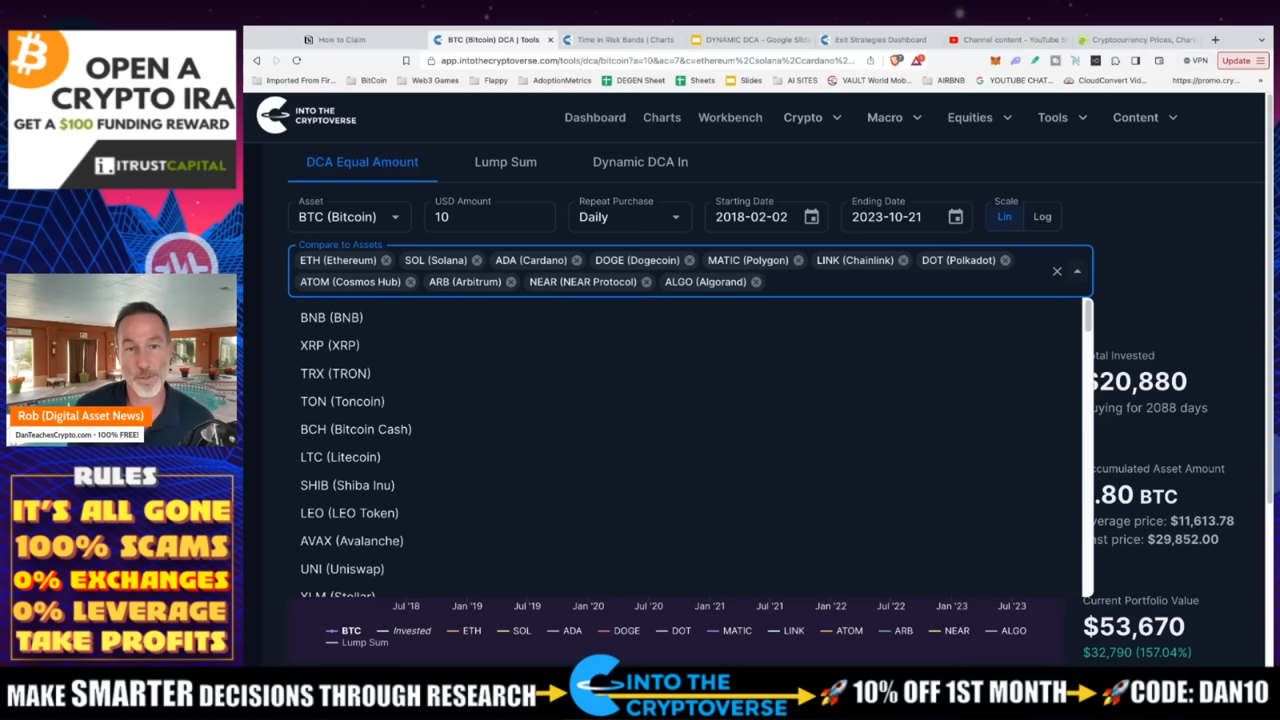 OPEN A
CRYPTO IRA
GET A $100 FUNDING REWARD
iTRUSTCAPITAL
Rob (Digital Asset News)
DanTeachesCrypto.com - 100% FREE!
RULES
IT'S ALL GONE
100% SCAMS
0% EXCHANGES
0% LEVERAGE
TAKE PROFITS
How to Claim
BTC (Bitcoin) DCA | Tools
Time In Risk Bands | Charts
DYNAMIC DCA - Google Slid
Exit Strategies Dashboard
Channel content - YouTube S
Cryptocurrency Prices, Chart
app.intothecryptoverse.com/tools/dca/bitcoin?a=10&ac=7&c=ethereum%2Csolana%2Ccardano%2C...
VPN
Update
Imported From Fir...
BitCoin
Web3 Games
Flappy
AdoptionMetrics
DEGEN Sheet
Sheets
Slides
AI SITES
VAULT World Mob...
AIRBNB
YOUTUBE CHAT...
CloudConvert Vid...
https://promo.cry...
INTO THE
CRYPTOVERSE
Dashboard
Charts
Workbench
Crypto
Macro
Equities
Tools
Content
DCA Equal Amount
Lump Sum
Dynamic DCA In
Asset
BTC (Bitcoin)
USD Amount
10
Repeat Purchase
Daily
Starting Date
2018-02-02
Ending Date
2023-10-21
Scale
Lin
Log
Compare to Assets
ETH (Ethereum) SOL (Solana) ADA (Cardano) DOGE (Dogecoin) MATIC (Polygon) LINK (Chainlink) DOT (Polkadot)
ATOM (Cosmos Hub) ARB (Arbitrum) NEAR (NEAR Protocol) ALGO (Algorand)
BNB (BNB)
XRP (XRP)
TRX (TRON)
TON (Toncoin)
BCH (Bitcoin Cash)
LTC (Litecoin)
SHIB (Shiba Inu)
LEO (LEO Token)
AVAX (Avalanche)
UNI (Uniswap)
XLM (Stellar)
otal Invested
$20,880
uying for 2088 days
ccumulated Asset Amount
.80 BTC
verage price: $11,613.78
ast price: $29,852.00
Current Portfolio Value
$53,670
$32,790 (157.04%)
Jul '18 Jan '19 Jul '19 Jan '20 Jul '20 Jan '21 Jul '21 Jan '22 Jul '22 Jan '23 Jul '23
BTC Invested ETH SOL ADA DOGE DOT MATIC LINK ATOM ARB NEAR ALGO
Lump Sum
MAKE SMARTER DECISIONS THROUGH RESEARCH
INTO THE
CRYPTOVERSE
10% OFF 1ST MONTH
CODE: DAN10